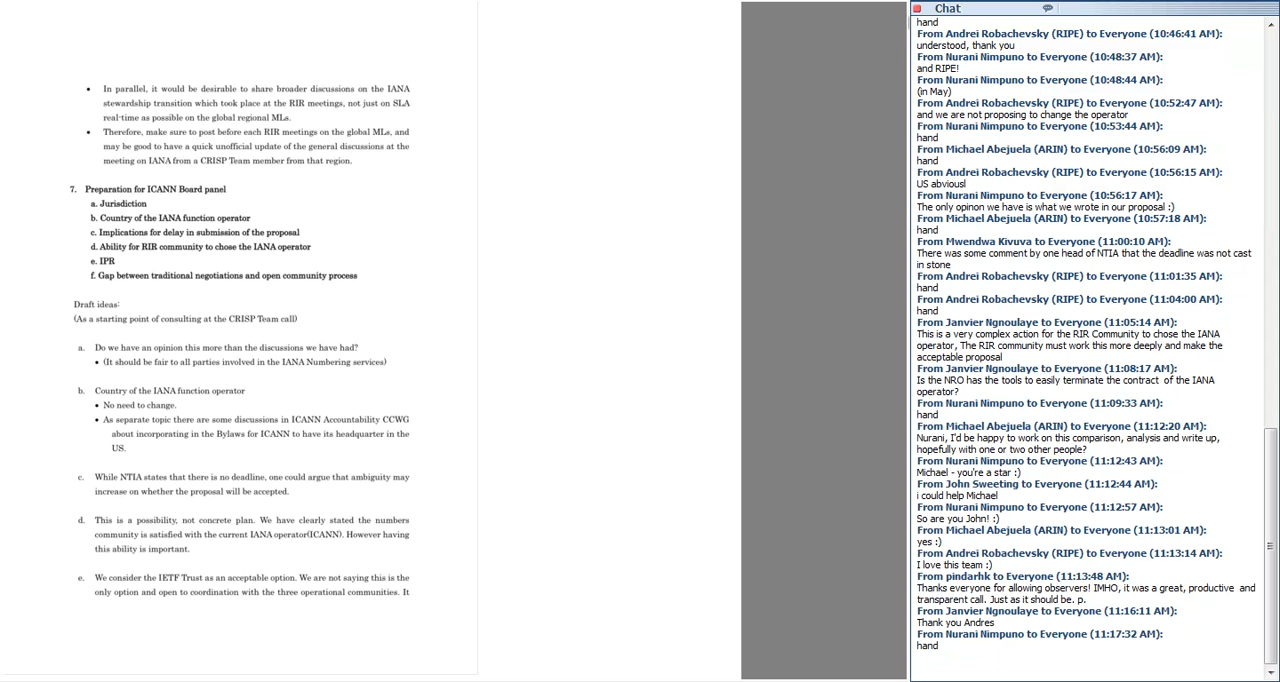 • In parallel, it would be desirable to share broader discussions on the IANA
stewardship transition which took place at the RIR meetings, not just on SLA
real-time as possible on the global regional MLs.
• Therefore, make sure to post before each RIR meetings on the global MLs, and
may be good to have a quick unofficial update of the general discussions at the
meeting on IANA from a CRISP Team member from that region.
7. Preparation for ICANN Board panel
a. Jurisdiction
b. Country of the IANA function operator
c. Implications for delay in submission of the proposal
d. Ability for RIR community to chose the IANA operator
e. IPR
f. Gap between traditional negotiations and open community process
Draft ideas:
(As a starting point of consulting at the CRISP Team call)
a. Do we have an opinion this more than the discussions we have had?
• (It should be fair to all parties involved in the IANA Numbering services)
b. Country of the IANA function operator
• No need to change.
• As separate topic there are some discussions in ICANN Accountability CCWG
about incorporating in the Bylaws for ICANN to have its headquarter in the
US.
c. While NTIA states that there is no deadline, one could argue that ambiguity may
increase on whether the proposal will be accepted.
d. This is a possibility, not concrete plan. We have clearly stated the numbers
community is satisfied with the current IANA operator(ICANN). However having
this ability is important.
e. We consider the IETF Trust as an acceptable option. We are not saying this is the
only option and open to coordination with the three operational communities. It
Chat
hand
From Andrei Robachevsky (RIPE) to Everyone (10:46:41 AM):
understood, thank you
From Nurani Nimpuno to Everyone (10:48:37 AM):
and RIPE!
From Nurani Nimpuno to Everyone (10:48:44 AM):
(in May)
From Andrei Robachevsky (RIPE) to Everyone (10:52:47 AM):
and we are not proposing to change the operator
From Nurani Nimpuno to Everyone (10:53:44 AM):
hand
From Michael Abejuela (ARIN) to Everyone (10:56:09 AM):
hand
From Andrei Robachevsky (RIPE) to Everyone (10:56:15 AM):
US abviousl
From Nurani Nimpuno to Everyone (10:56:17 AM):
The only opinon we have is what we wrote in our proposal :)
From Michael Abejuela (ARIN) to Everyone (10:57:18 AM):
hand
From Mwendwa Kivuva to Everyone (11:00:10 AM):
There was some comment by one head of NTIA that the deadline was not cast
in stone
From Andrei Robachevsky (RIPE) to Everyone (11:01:35 AM):
hand
From Andrei Robachevsky (RIPE) to Everyone (11:04:00 AM):
hand
From Janvier Ngnoulaye to Everyone (11:05:14 AM):
This is a very complex action for the RIR Community to chose the IANA
operator, The RIR community must work this more deeply and make the
acceptable proposal
From Janvier Ngnoulaye to Everyone (11:08:17 AM):
Is the NRO has the tools to easily terminate the contract of the IANA
operator?
From Nurani Nimpuno to Everyone (11:09:33 AM):
hand
From Michael Abejuela (ARIN) to Everyone (11:12:20 AM):
Nurani, I'd be happy to work on this comparison, analysis and write up,
hopefully with one or two other people?
From Nurani Nimpuno to Everyone (11:12:43 AM):
Michael - you're a star :)
From John Sweeting to Everyone (11:12:44 AM):
i could help Michael
From Nurani Nimpuno to Everyone (11:12:57 AM):
So are you John! :)
From Michael Abejuela (ARIN) to Everyone (11:13:01 AM):
yes :)
From Andrei Robachevsky (RIPE) to Everyone (11:13:14 AM):
I love this team :)
From pindarhk to Everyone (11:13:48 AM):
Thanks everyone for allowing observers! IMHO, it was a great, productive and
transparent call. Just as it should be. p.
From Janvier Ngnoulaye to Everyone (11:16:11 AM):
Thank you Andres
From Nurani Nimpuno to Everyone (11:17:32 AM):
hand